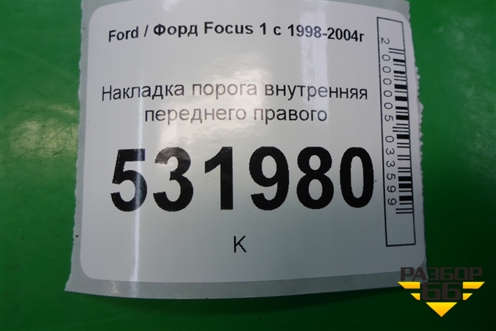 Ford / Форд Focus 1 с 1998-2004г
Накладка порога внутренняя
переднего правого
531980
К
2000005033599
РАЗБОР
66